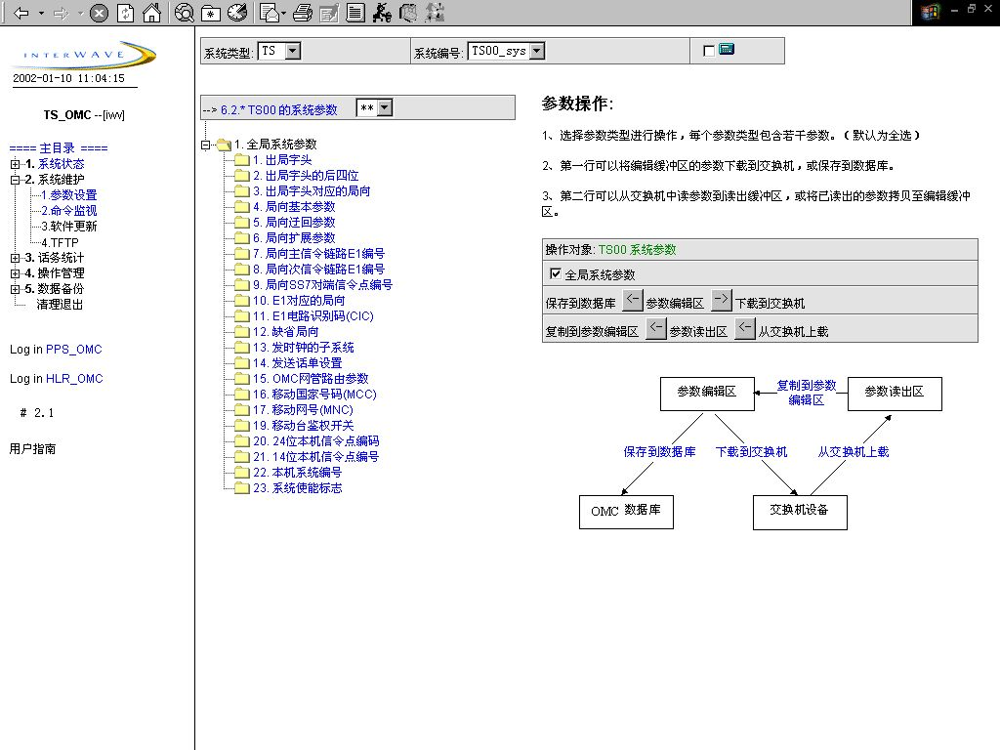 INTERWAVE
2002-01-10 11:04:15
TS_OMC --[iwv]
==== 主目录 ====
1. 系统状态
2. 系统维护
1.参数设置
2.命令监视
3.软件更新
4.TFTP
3. 话务统计
4. 操作管理
5. 数据备份
清理退出
Log in PPS_OMC
Log in HLR_OMC
# 2.1
用户指南
系统类型: TS
系统编号: TS00_sys
--> 6.2.* TS00 的系统参数 **
1. 全局系统参数
1. 出局字头
2. 出局字头的后四位
3. 出局字头对应的局向
4. 局向基本参数
5. 局向迂回参数
6. 局向扩展参数
7. 局向主信令链路E1编号
8. 局向次信令链路E1编号
9. 局向SS7对端信令点编号
10. E1对应的局向
11. E1电路识别码(CIC)
12. 缺省局向
13. 发时钟的子系统
14. 发送话单设置
15. OMC网管路由参数
16. 移动国家号码(MCC)
17. 移动网号(MNC)
19. 移动台鉴权开关
20. 24位本机信令点编码
21. 14位本机信令点编号
22. 本机系统编号
23. 系统使能标志
参数操作:
1、选择参数类型进行操作，每个参数类型包含若干参数。（ 默认为全选 ）
2、第一行可以将编辑缓冲区的参数下载到交换机，或保存到数据库。
3、第二行可以从交换机中读参数到读出缓冲区，或将已读出的参数拷贝至编辑缓冲
区。
操作对象: TS00 系统参数
全局系统参数
保存到数据库 <- 参数编辑区 -> 下载到交换机
复制到参数编辑区 <- 参数读出区 <- 从交换机上载
参数编辑区
复制到参数
编辑区
参数读出区
保存到数据库
下载到交换机
从交换机上载
OMC 数据库
交换机设备